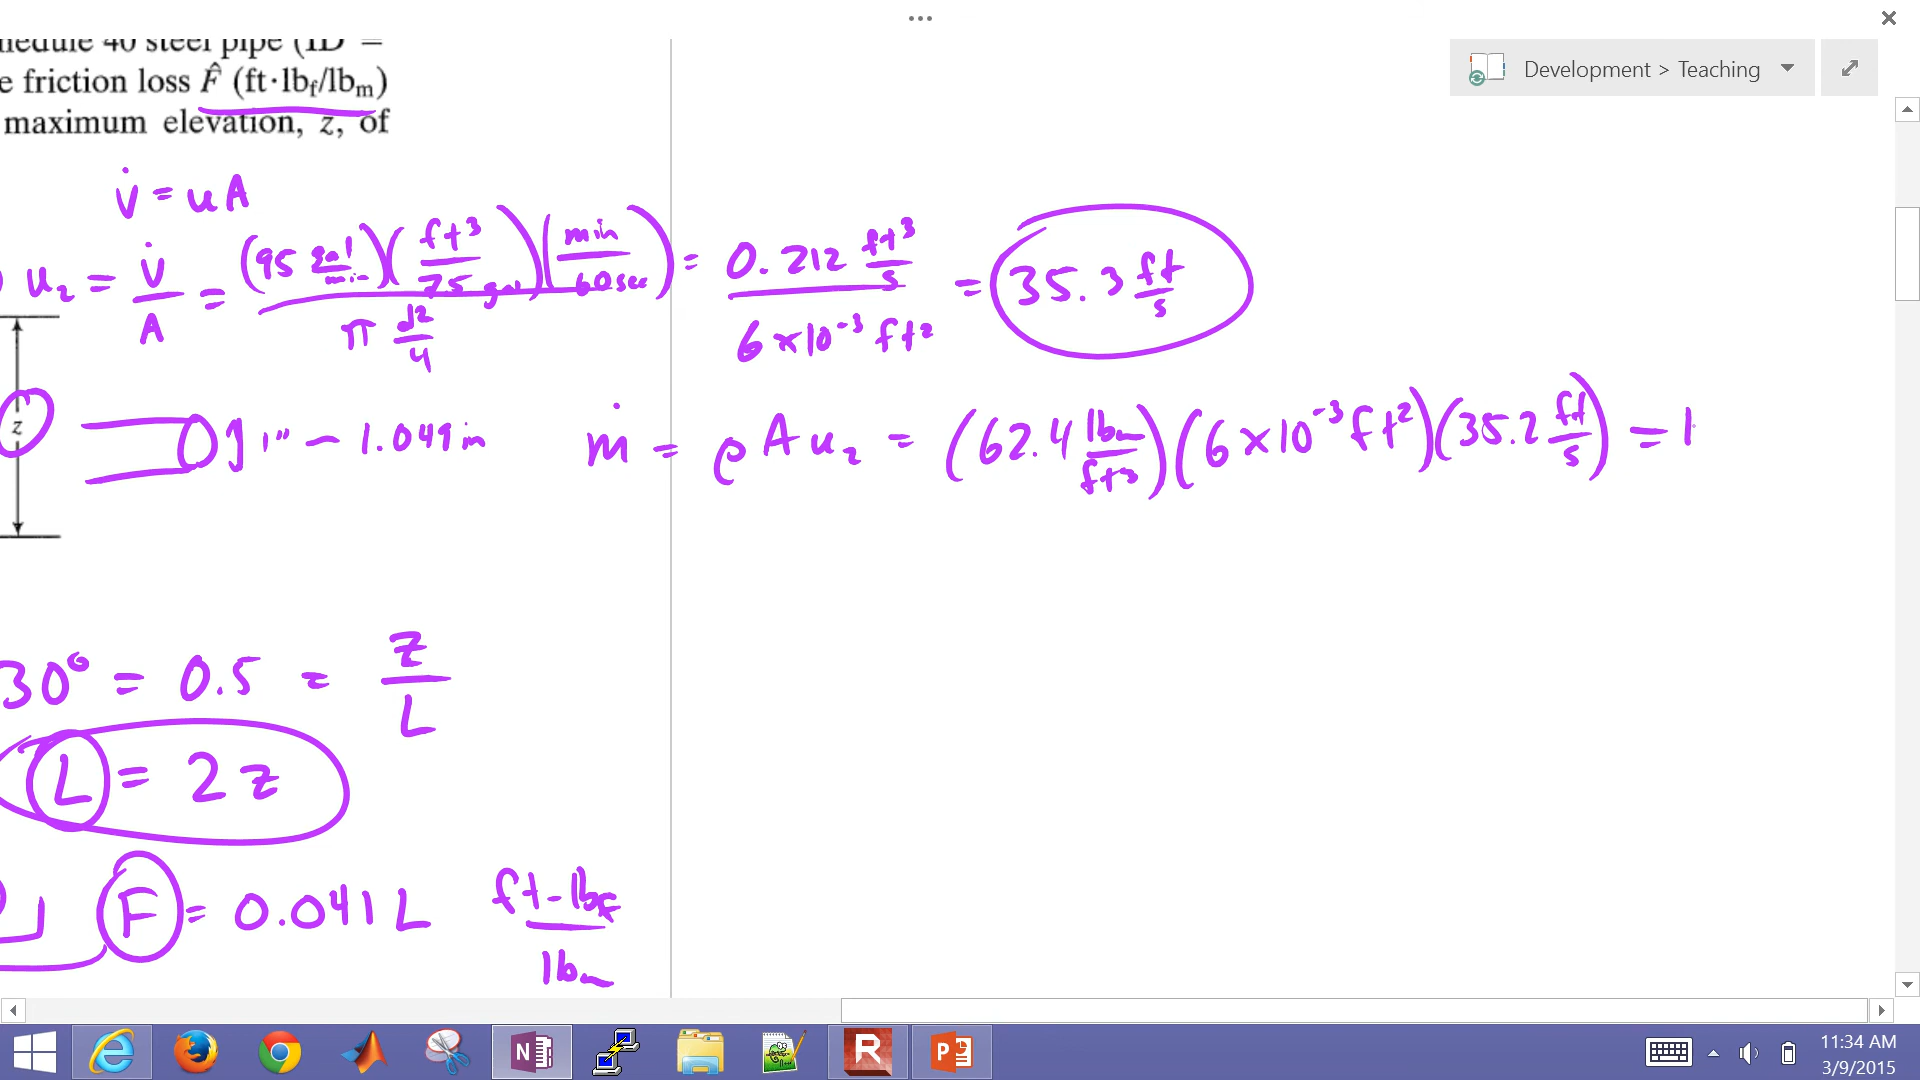 •••
Development > Teaching
hedule 40 steel pipe (ID =
e friction loss F̂ (ft·lbf/lbm)
maximum elevation, z, of
V̇ = uA
u₂ = V̇/A = (95 gal/min)(ft³/7.5 gal)(min/60 sec) / π d²/4 = 0.212 ft³/s / 6×10⁻³ ft² = 35.3 ft/s
z
1" – 1.049 in
ṁ = ρ A u₂ = (62.4 lbm/ft³)(6×10⁻³ ft²)(35.2 ft/s) = 1
30° = 0.5 = z/L
L = 2z
F = 0.041 L ft-lbf/lbm
11:34 AM
3/9/2015